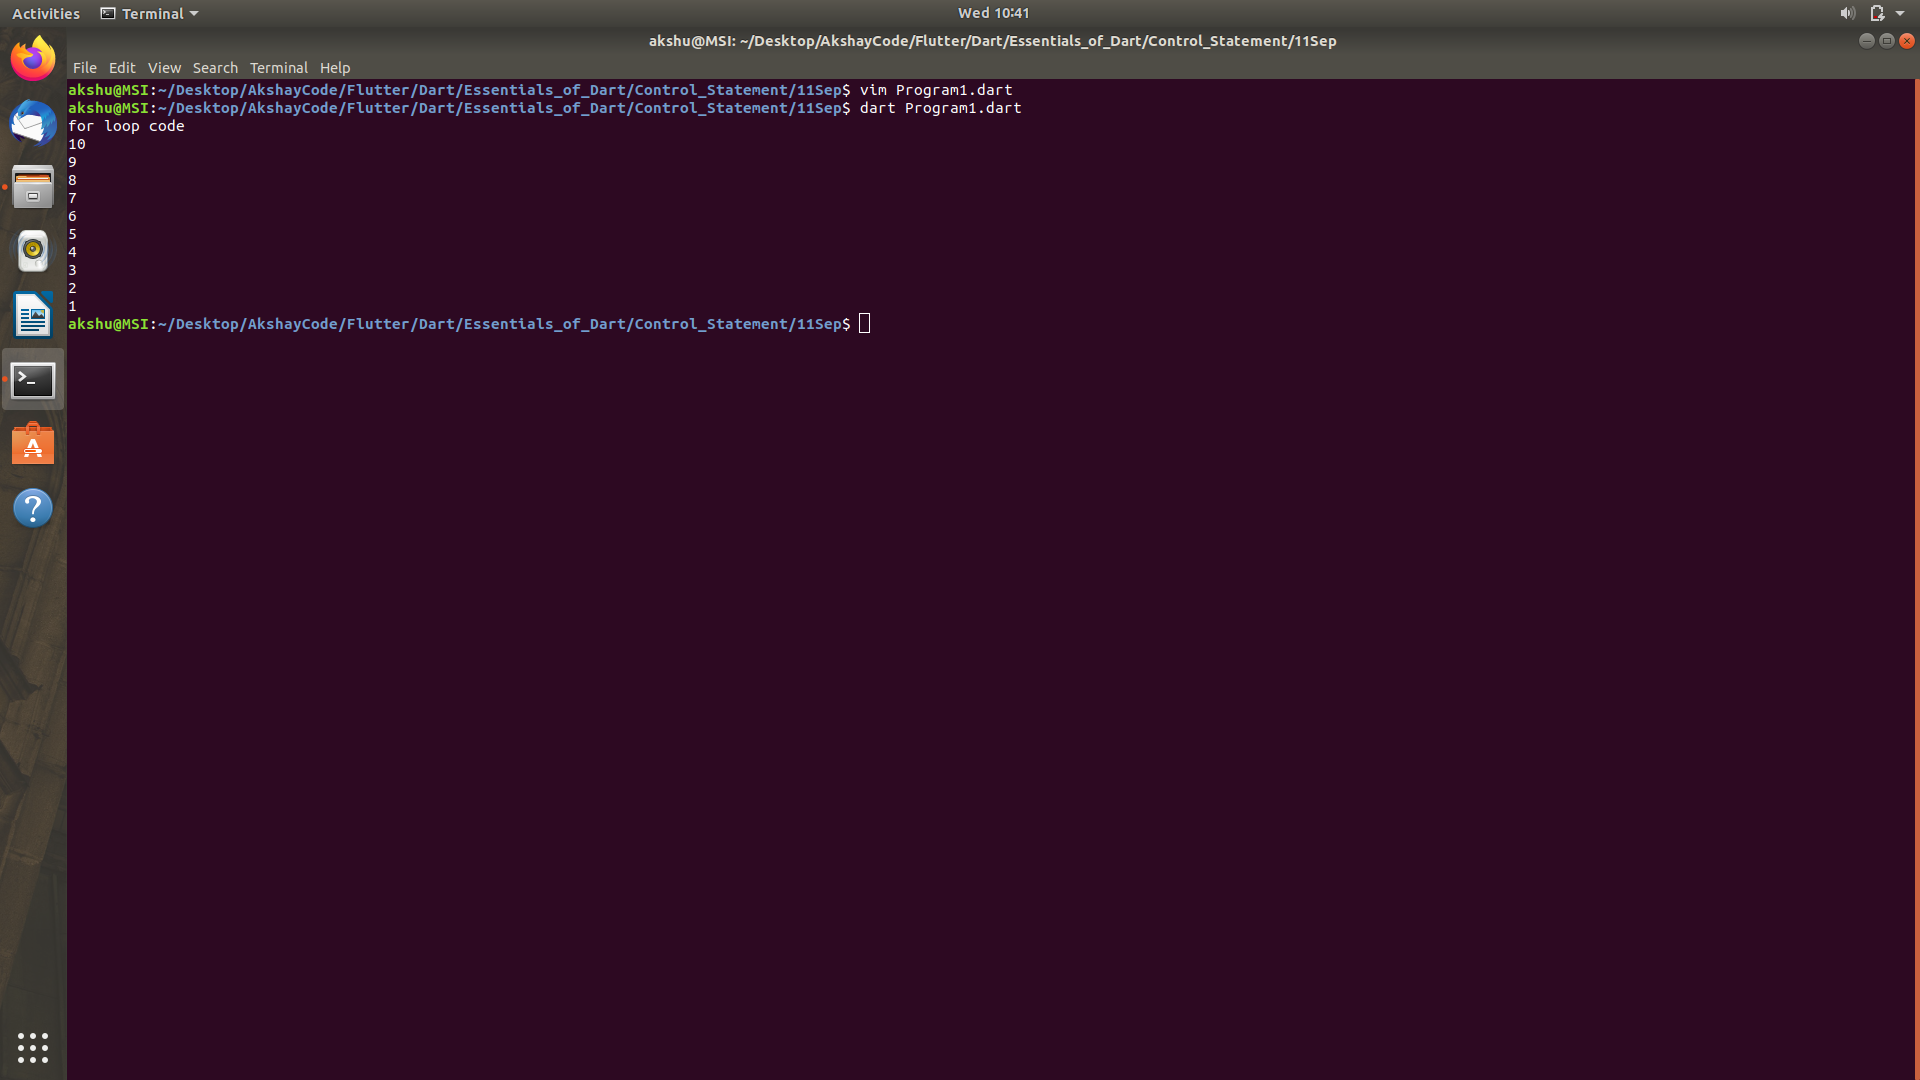 Activities Terminal Wed 10:41
akshu@MSI: ~/Desktop/AkshayCode/Flutter/Dart/Essentials_of_Dart/Control_Statement/11Sep
File Edit View Search Terminal Help
akshu@MSI:~/Desktop/AkshayCode/Flutter/Dart/Essentials_of_Dart/Control_Statement/11Sep$ vim Program1.dart
akshu@MSI:~/Desktop/AkshayCode/Flutter/Dart/Essentials_of_Dart/Control_Statement/11Sep$ dart Program1.dart
for loop code
10
9
8
7
6
5
4
3
2
1
akshu@MSI:~/Desktop/AkshayCode/Flutter/Dart/Essentials_of_Dart/Control_Statement/11Sep$